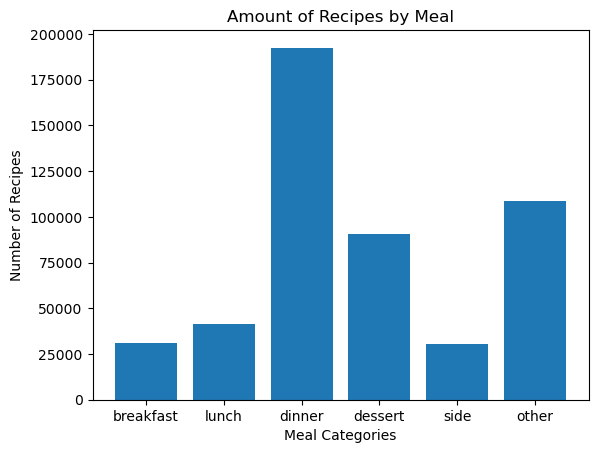 Amount of Recipes by Meal
200000
175000
150000
125000
100000
75000
50000
25000
0
Number of Recipes
breakfast lunch dinner dessert side other
Meal Categories